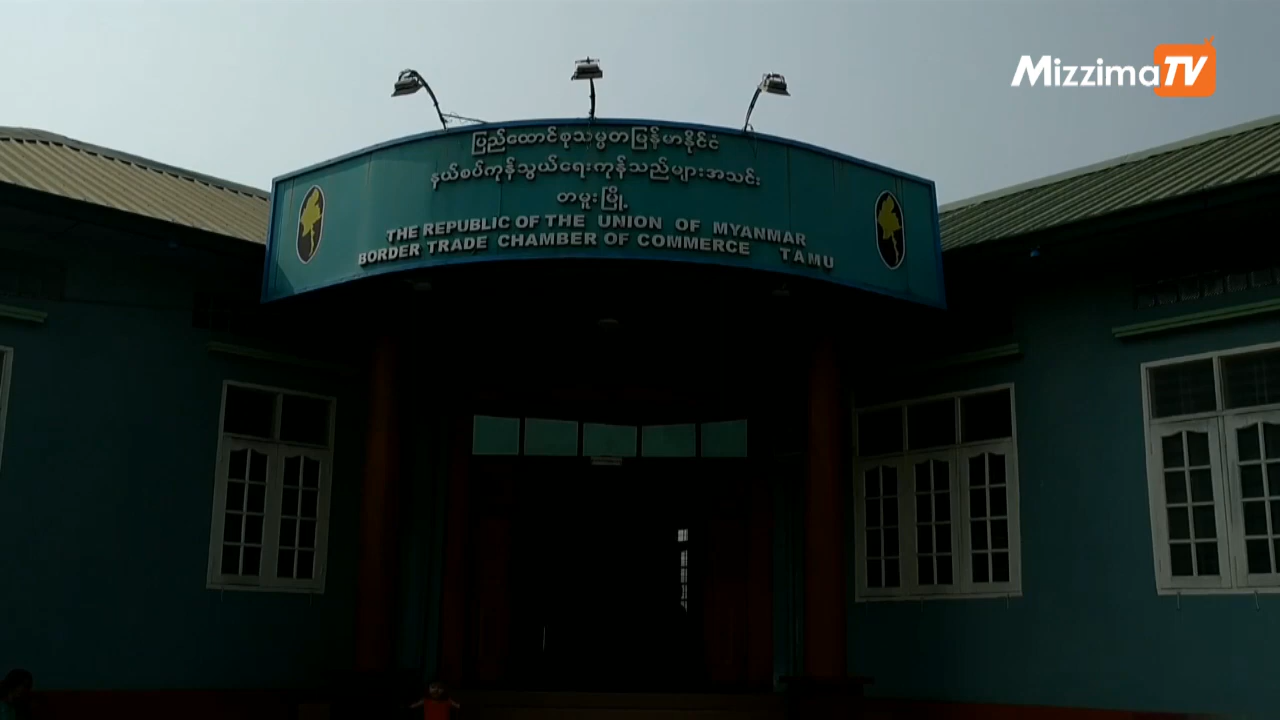 Mizzima TV
ပြည်ထောင်စုသမ္မတမြန်မာနိုင်ငံ
နယ်စပ်ကုန်သွယ်ရေးကုန်သည်များအသင်း
တမူးမြို့
THE REPUBLIC OF THE UNION OF MYANMAR
BORDER TRADE CHAMBER OF COMMERCE TAMU